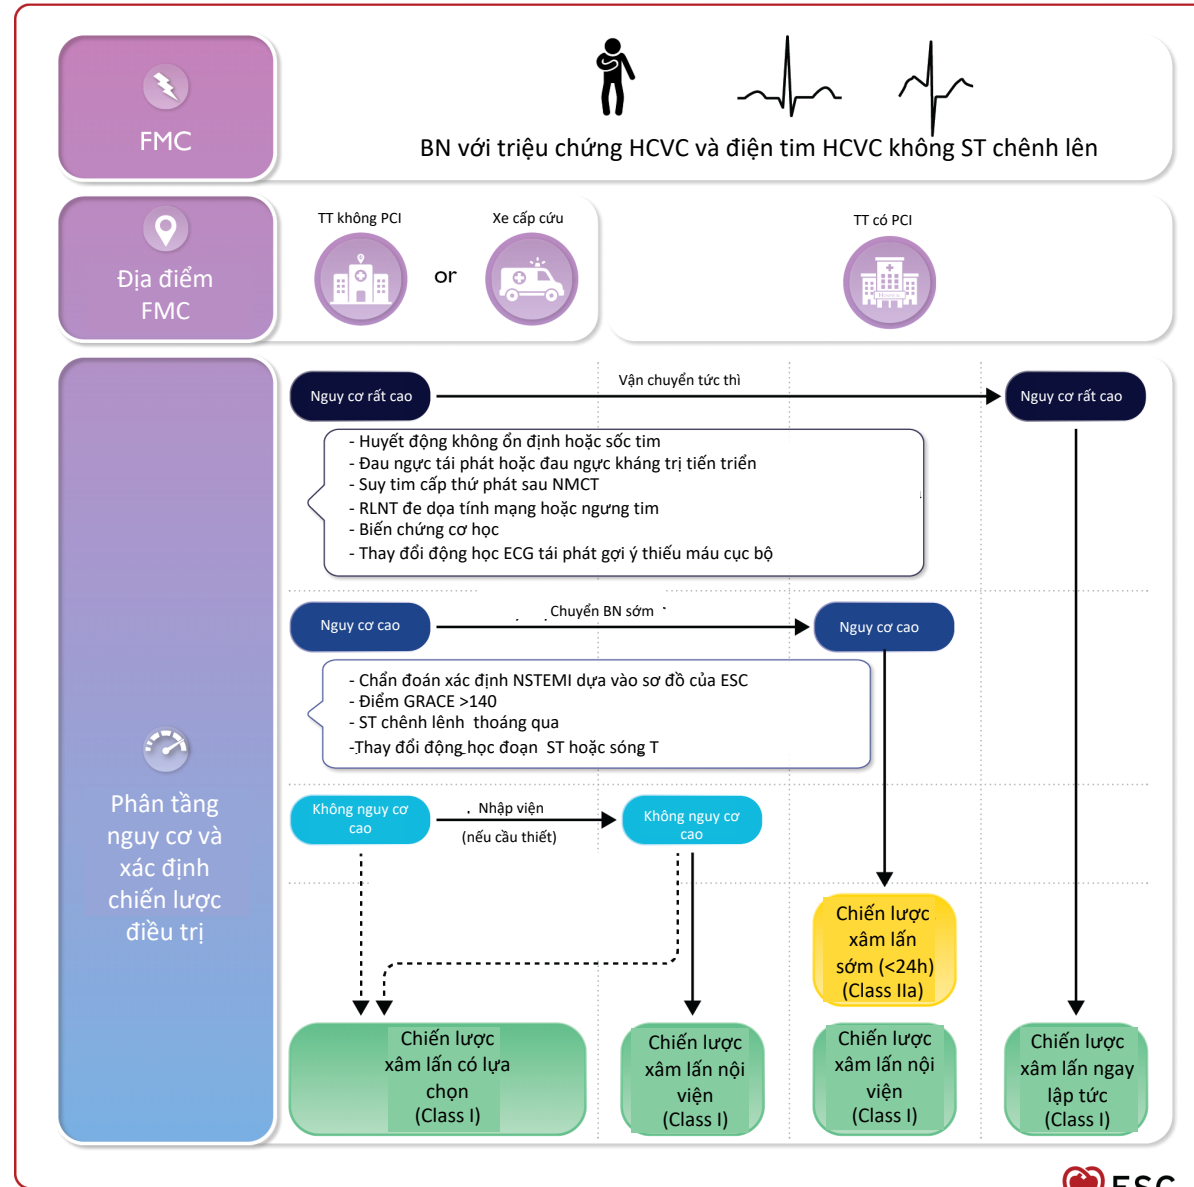 FMC
BN với triệu chứng HCVC và điện tim HCVC không ST chênh lên
Địa điểm
FMC
TT không PCI
or
Xe cấp cứu
TT có PCI
Phân tầng
nguy cơ và
xác định
chiến lược
điều trị
Nguy cơ rất cao
Vận chuyển tức thì
Nguy cơ rất cao
- Huyết động không ổn định hoặc sốc tim
- Đau ngực tái phát hoặc đau ngực kháng trị tiến triển
- Suy tim cấp thứ phát sau NMCT
- RLNT đe dọa tính mạng hoặc ngưng tim
- Biến chứng cơ học
- Thay đổi động học ECG tái phát gợi ý thiếu máu cục bộ
Nguy cơ cao
Chuyển BN sớm
Nguy cơ cao
- Chẩn đoán xác định NSTEMI dựa vào sơ đồ của ESC
- Điểm GRACE >140
- ST chênh lênh thoáng qua
-Thay đổi động học đoạn ST hoặc sóng T
Không nguy cơ
cao
Nhập viện
(nếu cầu thiết)
Không nguy cơ
cao
Chiến lược
xâm lấn
sớm (<24h)
(Class IIa)
Chiến lược
xâm lấn có lựa
chọn
(Class I)
Chiến lược
xâm lấn nội
viện
(Class I)
Chiến lược
xâm lấn nội
viện
(Class I)
Chiến lược
xâm lấn ngay
lập tức
(Class I)
ESC